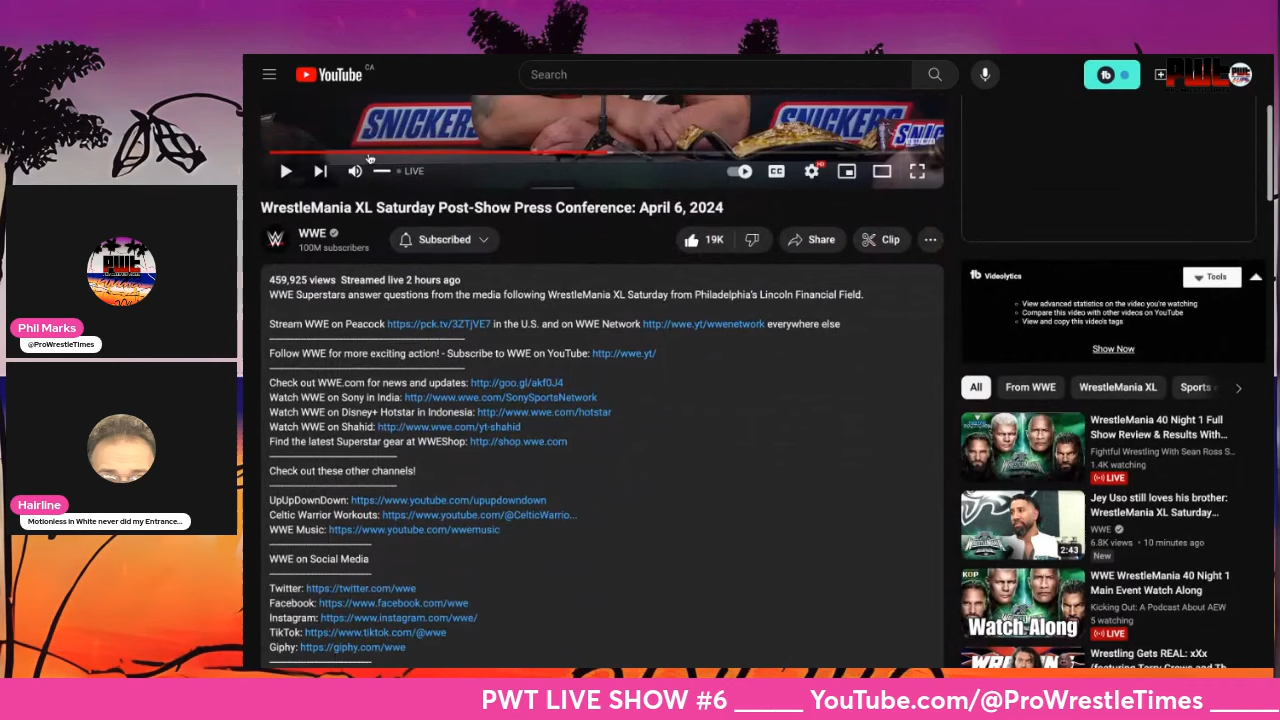 YouTube CA
Search
PWT
SNICKERS
SNICKERS
LIVE
CC
HD
WrestleMania XL Saturday Post-Show Press Conference: April 6, 2024
WWE
100M subscribers
Subscribed
19K
Share
Clip
459,925 views Streamed live 2 hours ago
WWE Superstars answer questions from the media following WrestleMania XL Saturday from Philadelphia's Lincoln Financial Field.
Stream WWE on Peacock https://pck.tv/3ZTjVE7 in the U.S. and on WWE Network http://wwe.yt/wwenetwork everywhere else
---------------------
Follow WWE for more exciting action! - Subscribe to WWE on YouTube: http://wwe.yt/
---------------------
Check out WWE.com for news and updates: http://goo.gl/akf0J4
Watch WWE on Sony in India: http://www.wwe.com/SonySportsNetwork
Watch WWE on Disney+ Hotstar in Indonesia: http://www.wwe.com/hotstar
Watch WWE on Shahid: http://www.wwe.com/yt-shahid
Find the latest Superstar gear at WWEShop: http://shop.wwe.com
---------------------
Check out these other channels!
---------------------
UpUpDownDown: https://www.youtube.com/upupdowndown
Celtic Warrior Workouts: https://www.youtube.com/@CelticWarrio...
WWE Music: https://www.youtube.com/wwemusic
---------------------
WWE on Social Media
---------------------
Twitter: https://twitter.com/wwe
Facebook: https://www.facebook.com/wwe
Instagram: https://www.instagram.com/wwe/
TikTok: https://www.tiktok.com/@wwe
Giphy: https://giphy.com/wwe
---------------------
tb Videolytics
Tools
View advanced statistics on the video you're watching
Compare this video with other videos on YouTube
View and copy this video's tags
Show Now
All
From WWE
WrestleMania XL
Sports
WrestleMania 40 Night 1 Full
Show Review & Results With...
Fightful Wrestling With Sean Ross S...
1.4K watching
LIVE
Jey Uso still loves his brother:
WrestleMania XL Saturday...
WWE
6.8K views • 10 minutes ago
New
2:43
KOP
Watch Along
WWE WrestleMania 40 Night 1
Main Event Watch Along
Kicking Out: A Podcast About AEW
5 watching
LIVE
Wrestling Gets REAL: xXx
PWT
Phil Marks
@ProWrestleTimes
Hairline
Motionless in White never did my Entrance...
PWT LIVE SHOW #6 _____ YouTube.com/@ProWrestleTimes _____